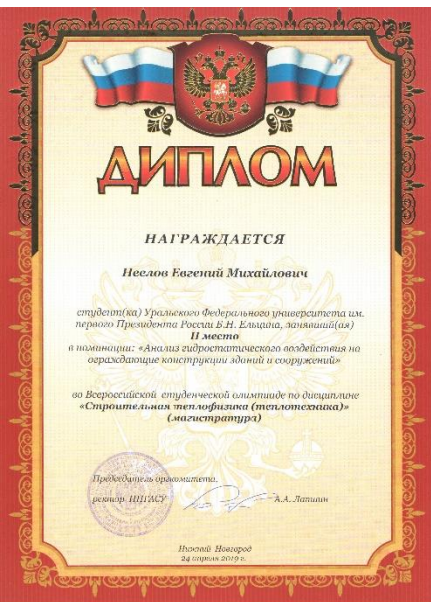 ДИПЛОМ
НАГРАЖДАЕТСЯ
Неелов Евгений Михайлович
студент(ка) Уральского Федерального университета им.
первого Президента России Б.Н. Ельцина, занявший(ая)
II место
в номинации: «Анализ гидростатического воздействия на
ограждающие конструкции зданий и сооружений»
во Всероссийской студенческой олимпиаде по дисциплине
«Строительная теплофизика (теплотехника)»
(магистратура)
Председатель оргкомитета,
ректор ННГАСУ
А.А. Лапшин
Нижний Новгород
24 апреля 2019 г.